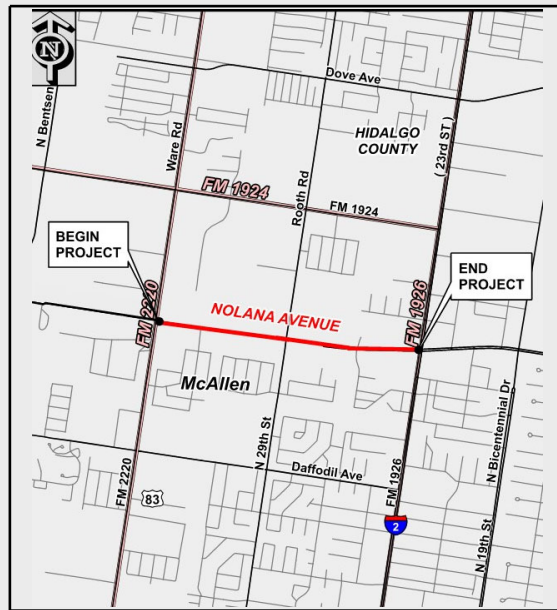 N
Dove Ave
N Bentsen
Ware Rd
HIDALGO
COUNTY
( 23rd ST )
FM 1924
Rooth Rd
FM 1924
BEGIN
PROJECT
END
PROJECT
FM 2220
NOLANA AVENUE
FM 1926
McAllen
N 29th St
N Bicentennial Dr
Daffodil Ave
FM 2220
83
FM 1926
2
N 19th St